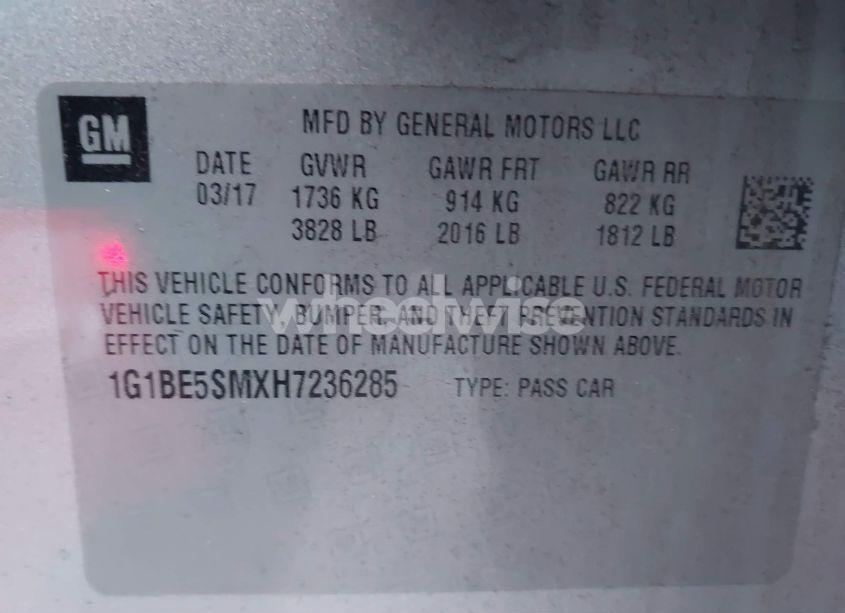 GM
MFD BY GENERAL MOTORS LLC
DATE GVWR GAWR FRT GAWR RR
03/17 1736 KG 914 KG 822 KG
3828 LB 2016 LB 1812 LB
THIS VEHICLE CONFORMS TO ALL APPLICABLE U.S. FEDERAL MOTOR
VEHICLE SAFETY, BUMPER, AND THEFT PREVENTION STANDARDS IN
EFFECT ON THE DATE OF MANUFACTURE SHOWN ABOVE.
wheelwise
1G1BE5SMXH7236285 TYPE: PASS CAR